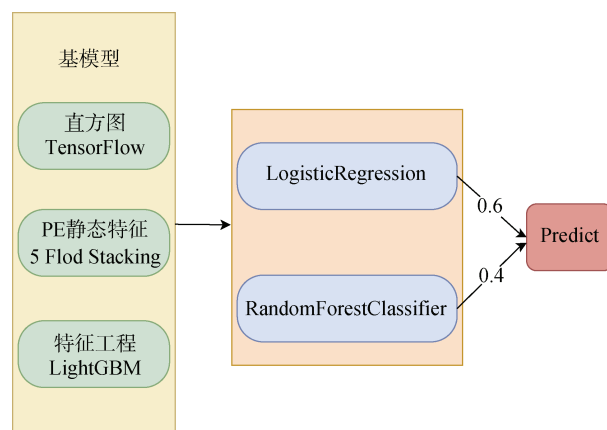 基模型
直方图
TensorFlow
PE静态特征
5 Flod Stacking
特征工程
LightGBM
LogisticRegression
RandomForestClassifier
0.6
0.4
Predict